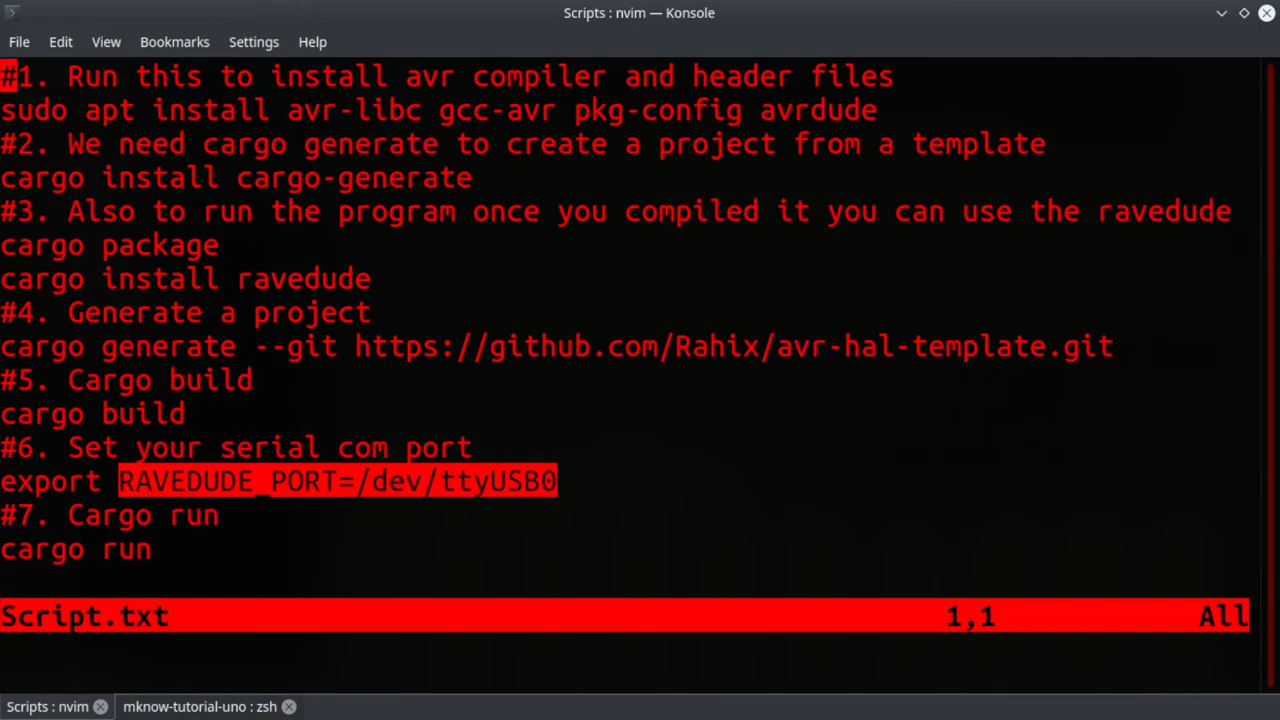 Scripts : nvim — Konsole
File Edit View Bookmarks Settings Help
#1. Run this to install avr compiler and header files
sudo apt install avr-libc gcc-avr pkg-config avrdude
#2. We need cargo generate to create a project from a template
cargo install cargo-generate
#3. Also to run the program once you compiled it you can use the ravedude
cargo package
cargo install ravedude
#4. Generate a project
cargo generate --git https://github.com/Rahix/avr-hal-template.git
#5. Cargo build
cargo build
#6. Set your serial com port
export RAVEDUDE_PORT=/dev/ttyUSB0
#7. Cargo run
cargo run
Script.txt 1,1 All
Scripts : nvim mknow-tutorial-uno : zsh